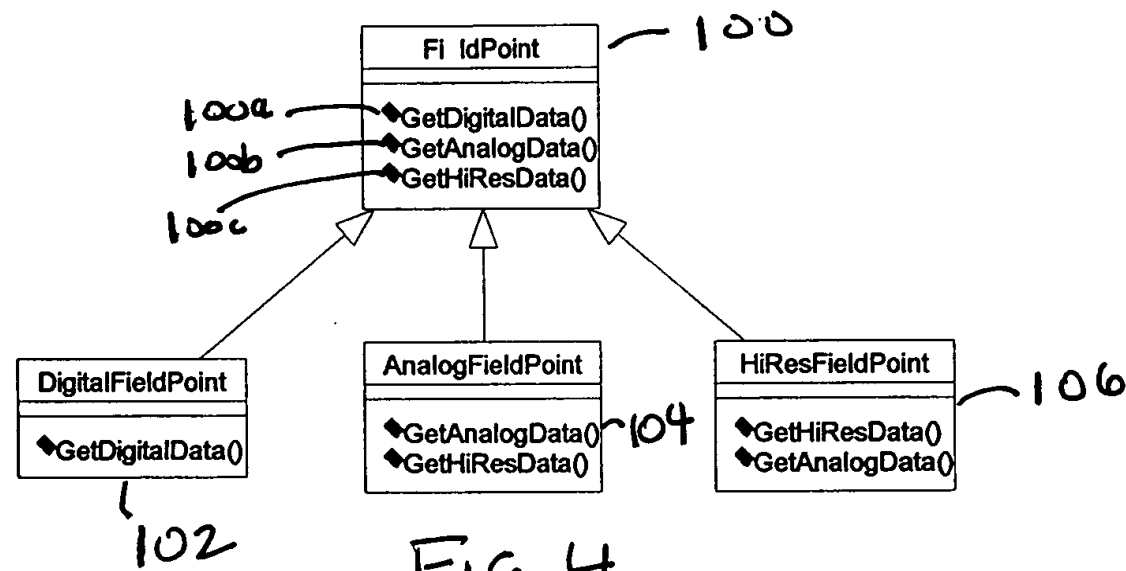 Fi ldPoint
100
100a
GetDigitalData()
100b
GetAnalogData()
100c
GetHiResData()
DigitalFieldPoint
GetDigitalData()
102
AnalogFieldPoint
GetAnalogData()
GetHiResData()
104
HiResFieldPoint
GetHiResData()
GetAnalogData()
106
FIG 4